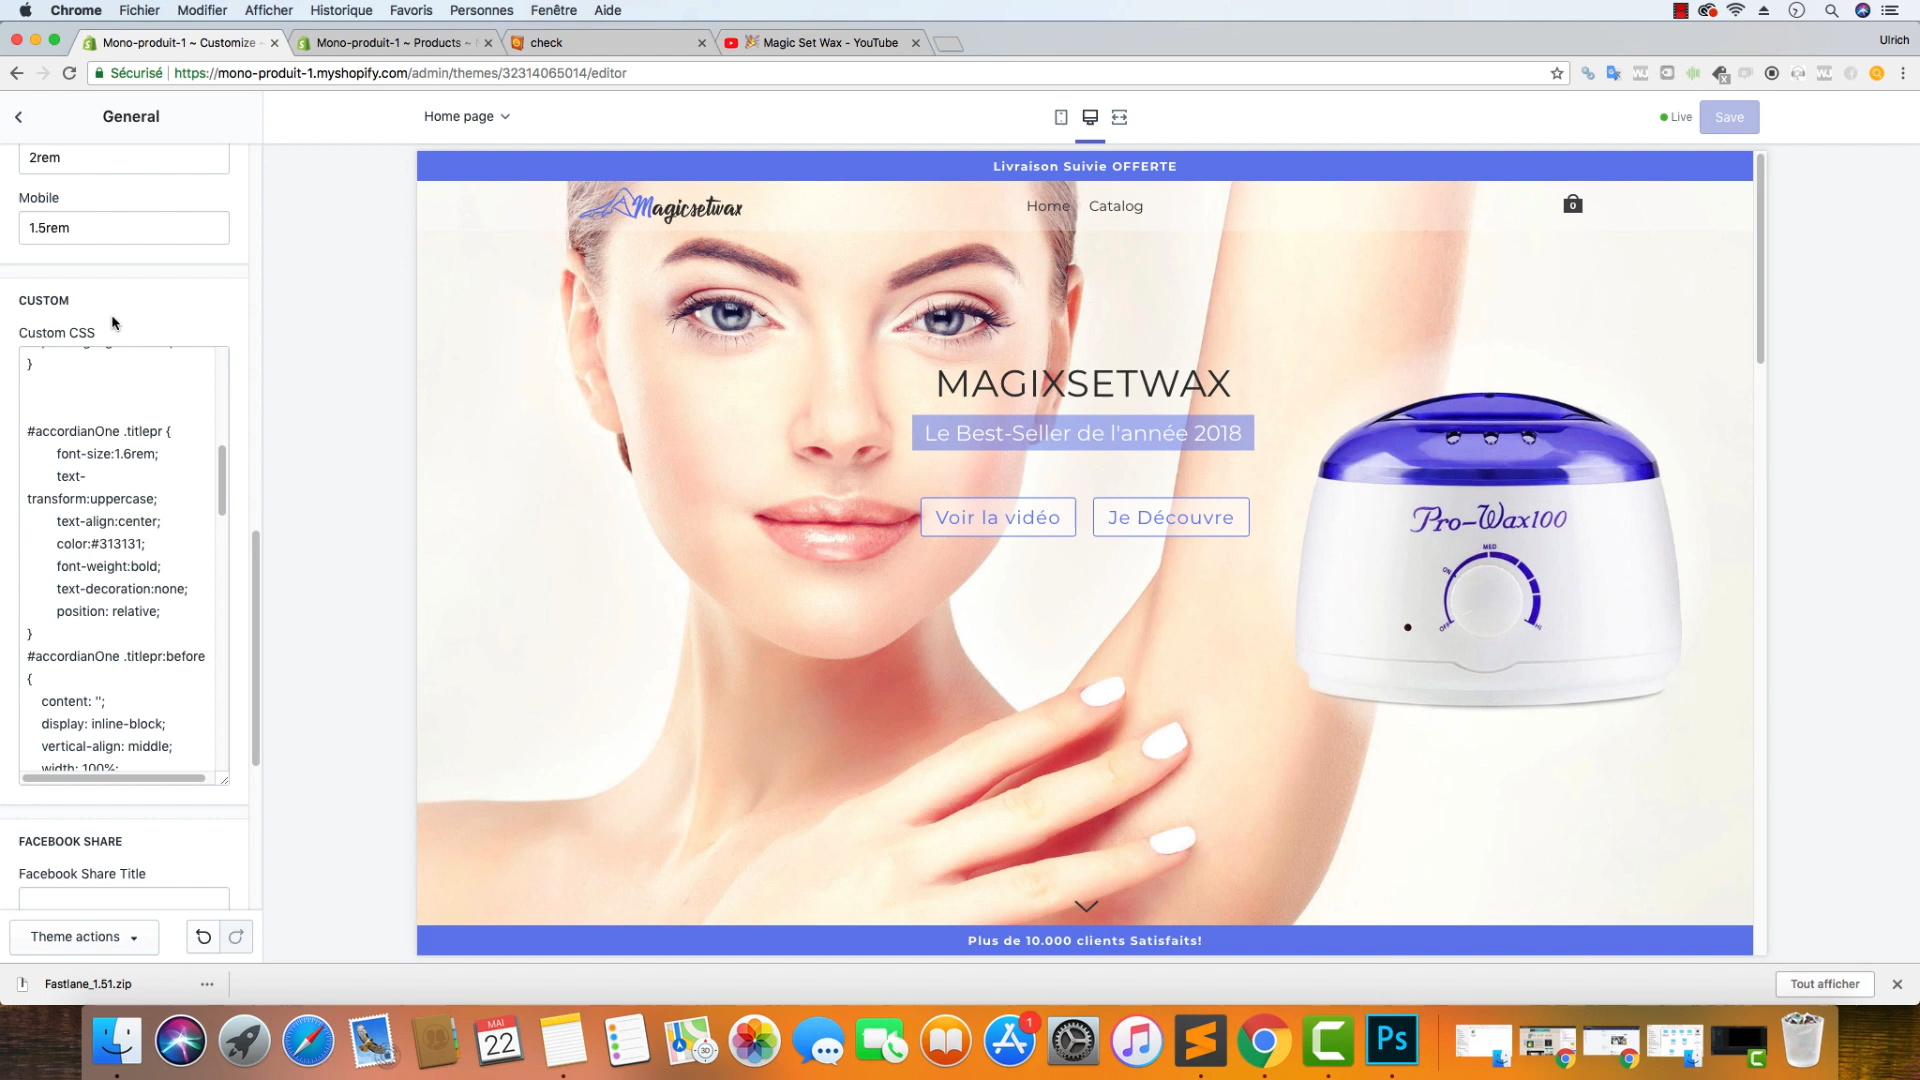 Chrome Fichier Modifier Afficher Historique Favoris Personnes Fenêtre Aide
Mono-produit-1 ~ Customize
Mono-produit-1 ~ Products ~
check
Magic Set Wax - YouTube
Ulrich
Sécurisé https://mono-produit-1.myshopify.com/admin/themes/32314065014/editor
General
Home page
Live
Save
2rem
Mobile
1.5rem
CUSTOM
Custom CSS
}
#accordianOne .titlepr {
font-size:1.6rem;
text-
transform:uppercase;
text-align:center;
color:#313131;
font-weight:bold;
text-decoration:none;
position: relative;
}
#accordianOne .titlepr:before
{
content: '';
display: inline-block;
vertical-align: middle;
width: 100%;
FACEBOOK SHARE
Facebook Share Title
Theme actions
Livraison Suivie OFFERTE
Magicsetwax
Home Catalog
0
MAGIXSETWAX
Le Best-Seller de l'année 2018
Voir la vidéo Je Découvre
Pro-Wax100
MED
ON
OFF
HI
Plus de 10.000 clients Satisfaits!
Fastlane_1.51.zip
Tout afficher
MAI
22
3D
1
Ps